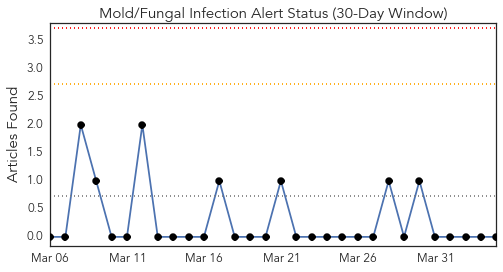 Mold/Fungal Infection Alert Status (30-Day Window)
Articles Found
3.5
3.0
2.5
2.0
1.5
1.0
0.5
0.0
Mar 06 Mar 11 Mar 16 Mar 21 Mar 26 Mar 31